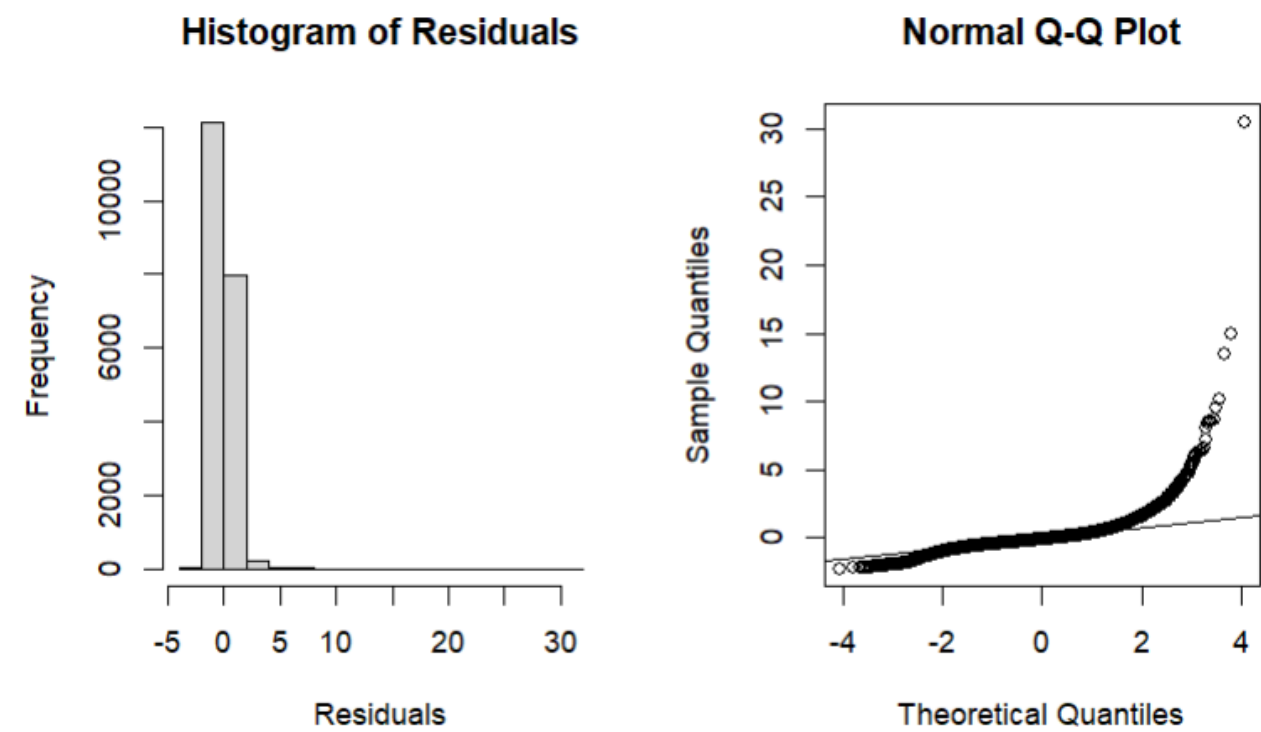 Histogram of Residuals
Frequency
0
2000
6000
10000
-5 0 5 10 20 30
Residuals
Normal Q-Q Plot
Sample Quantiles
0
5
10
15
20
25
30
-4 -2 0 2 4
Theoretical Quantiles